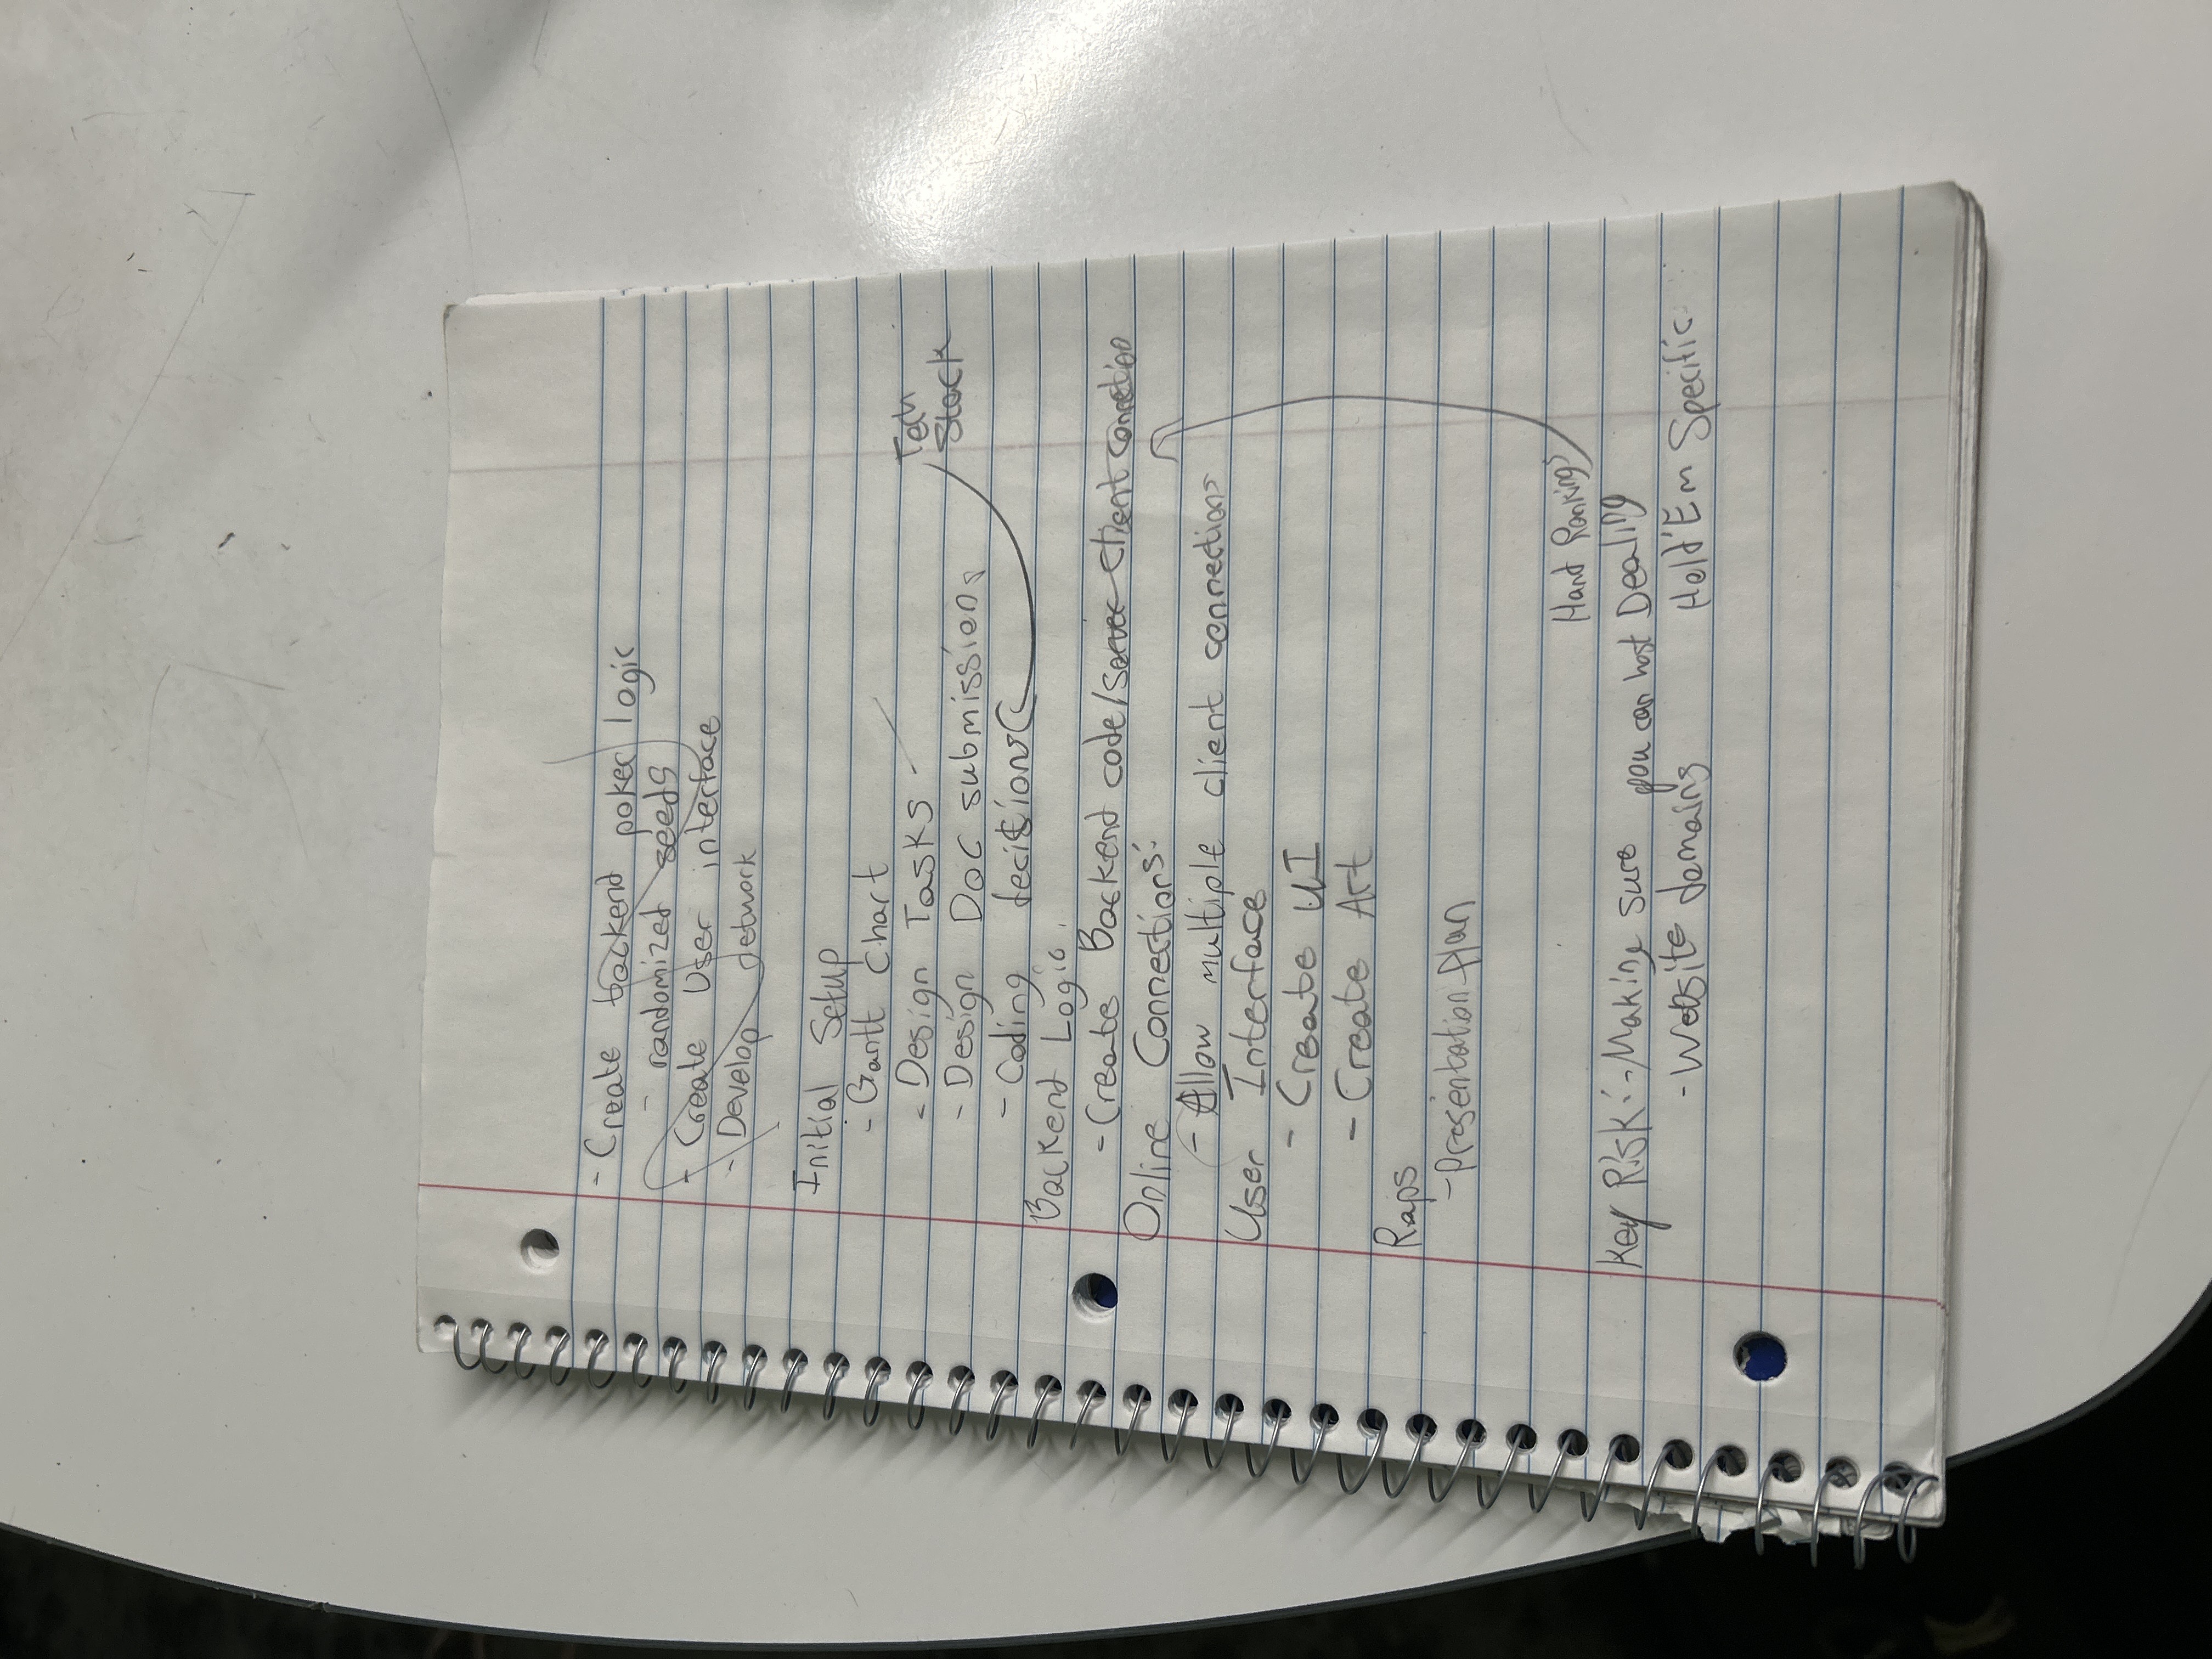 - Create backend poker logic
- randomized seeds
- Create User interface
- Develop network
Initial Setup
- Gantt Chart
- Design Tasks -
- Design Doc submissions
- Coding decisions
Tech
Stack
Backend Logic
- Create Backend code/server client connection
Online Connections:
- Allow multiple client connections
User Interface
- Create UI
- Create Art
Raps
- Presentation Plan
Hand Rankings
Key Risk: - Making sure you can host
Dealing
- Website domains
Hold'Em Specific